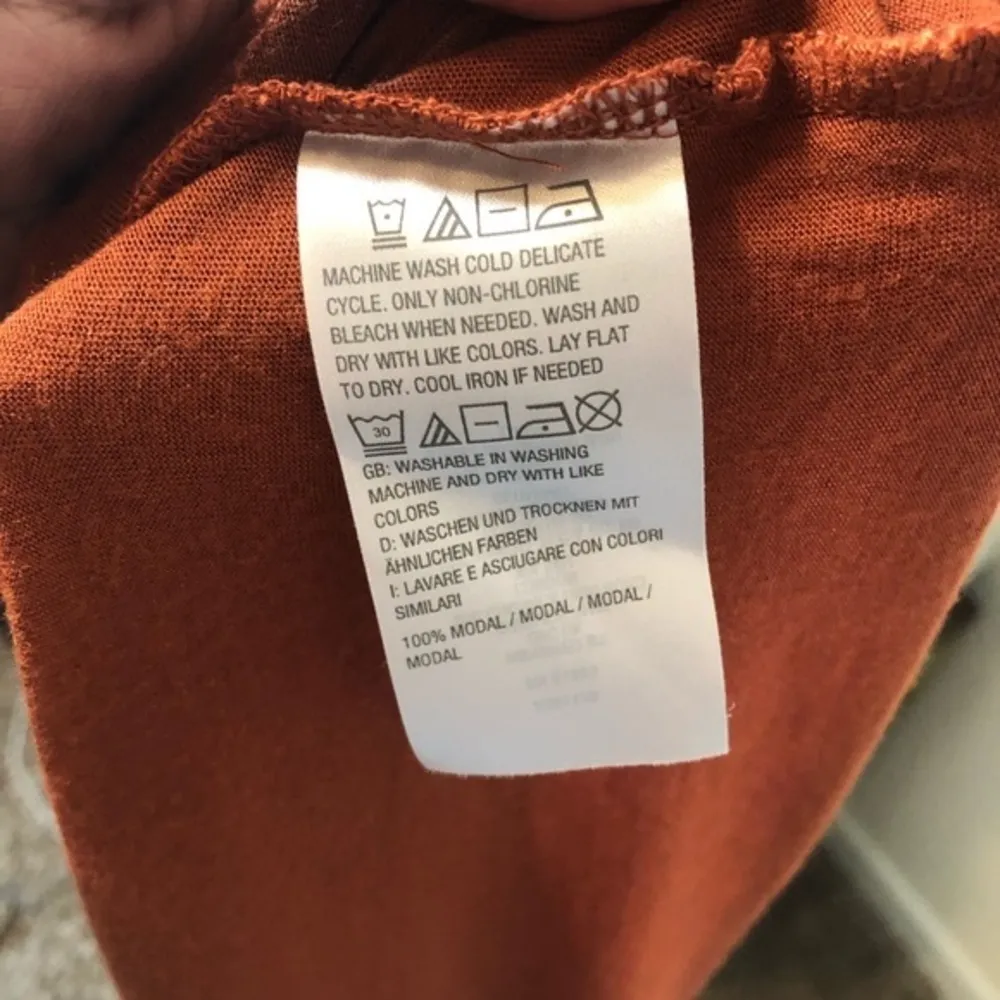 MACHINE WASH COLD DELICATE
CYCLE. ONLY NON-CHLORINE
BLEACH WHEN NEEDED. WASH AND
DRY WITH LIKE COLORS. LAY FLAT
TO DRY. COOL IRON IF NEEDED
30
GB: WASHABLE IN WASHING
MACHINE AND DRY WITH LIKE
COLORS
D: WASCHEN UND TROCKNEN MIT
ÄHNLICHEN FARBEN
I: LAVARE E ASCIUGARE CON COLORI
SIMILARI
100% MODAL / MODAL / MODAL /
MODAL